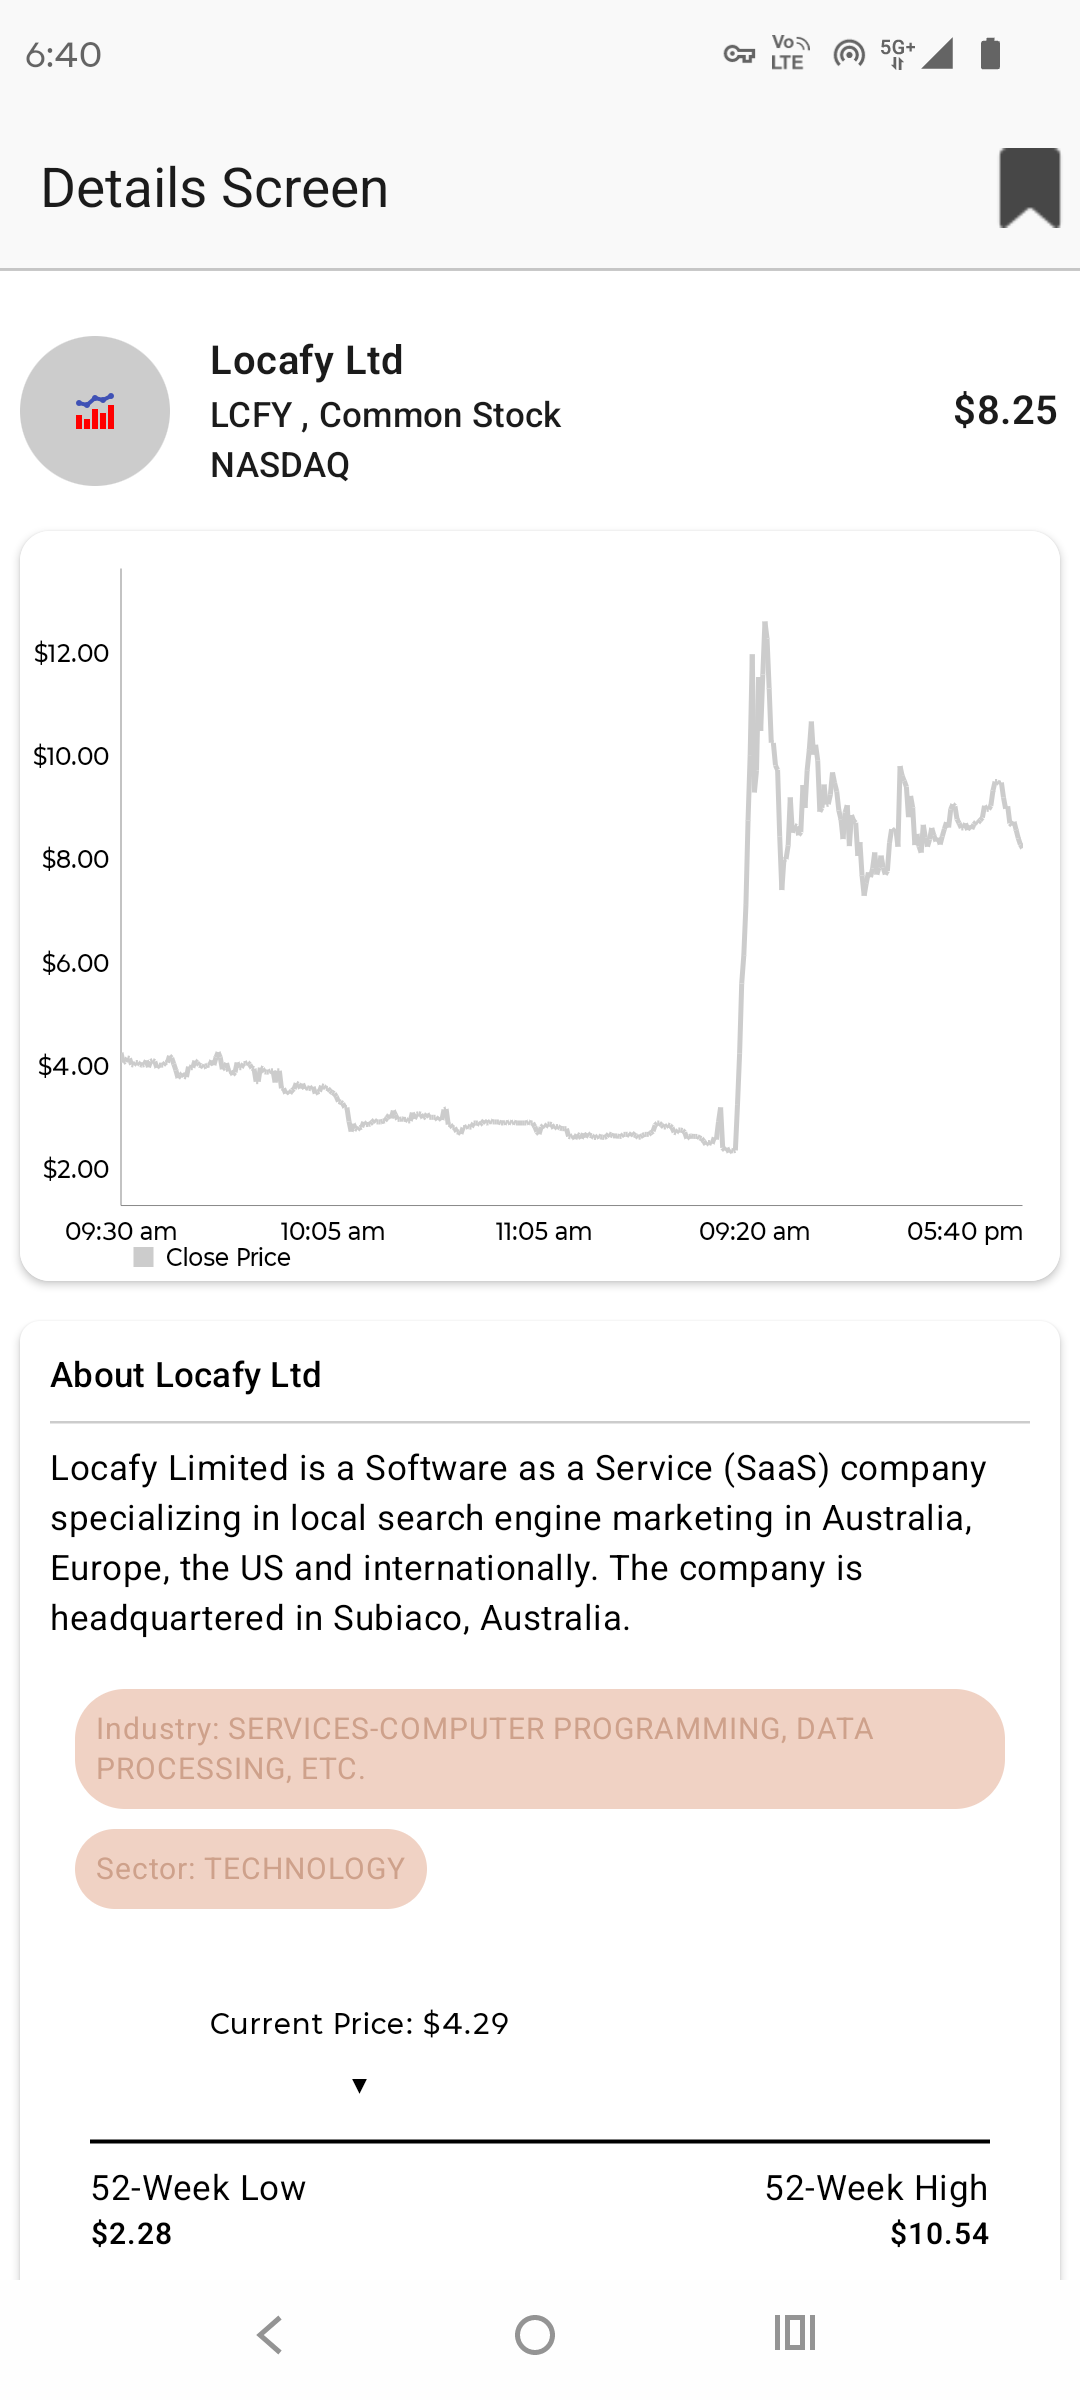 6:40
Vo LTE
5G+
Details Screen
Locafy Ltd
LCFY , Common Stock
NASDAQ
$8.25
$12.00
$10.00
$8.00
$6.00
$4.00
$2.00
09:30 am 10:05 am 11:05 am 09:20 am 05:40 pm
Close Price
About Locafy Ltd
Locafy Limited is a Software as a Service (SaaS) company
specializing in local search engine marketing in Australia,
Europe, the US and internationally. The company is
headquartered in Subiaco, Australia.
Industry: SERVICES-COMPUTER PROGRAMMING, DATA
PROCESSING, ETC.
Sector: TECHNOLOGY
Current Price: $4.29
52-Week Low 52-Week High
$2.28 $10.54